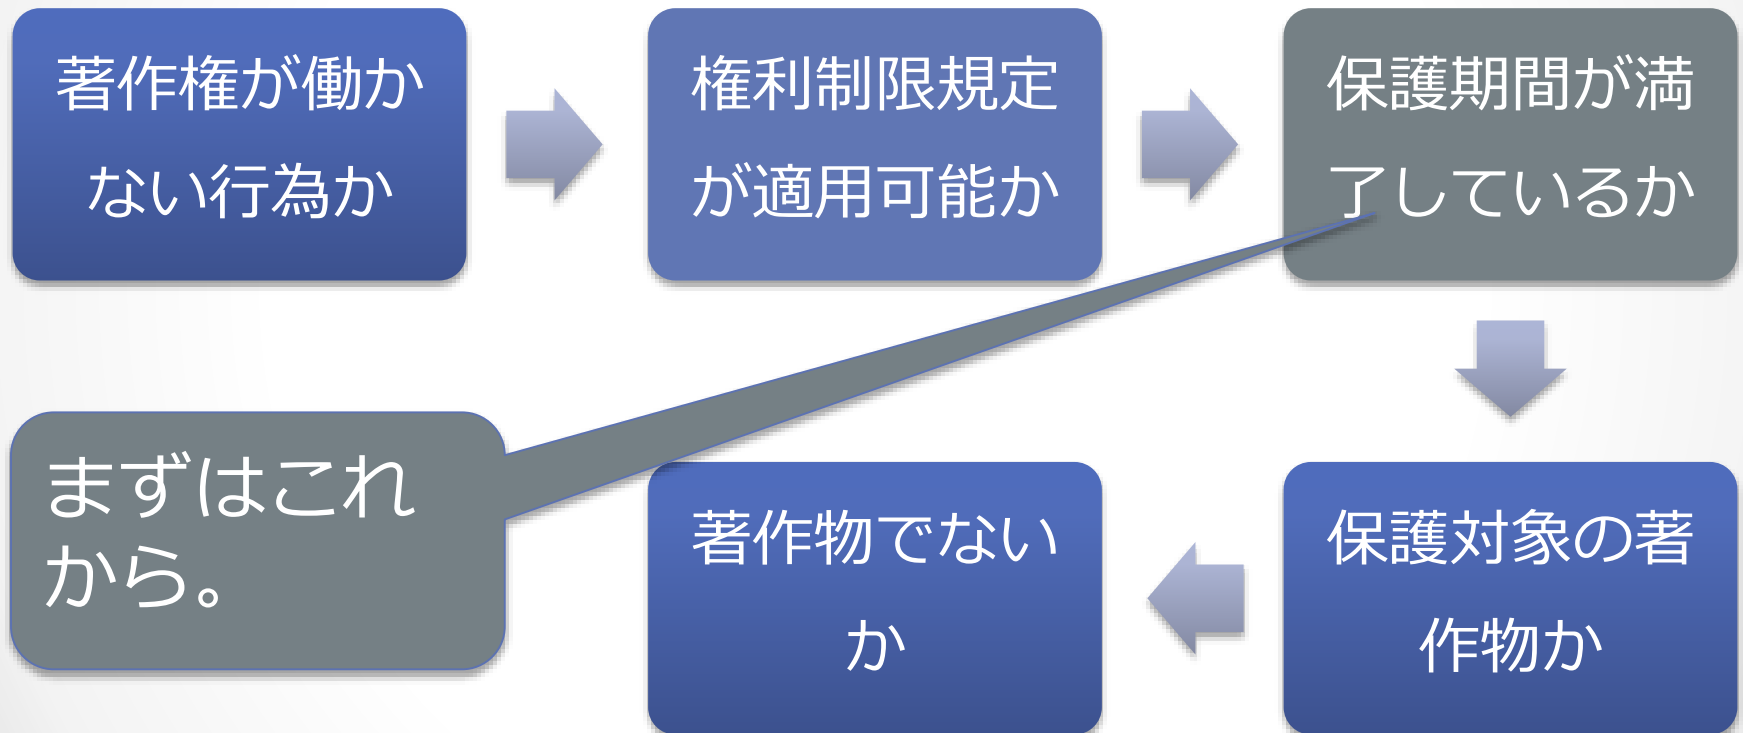 著作権が働か
ない行為か
権利制限規定
が適用可能か
保護期間が満
了しているか
保護対象の著
作物か
著作物でない
か
まずはこれ
から。